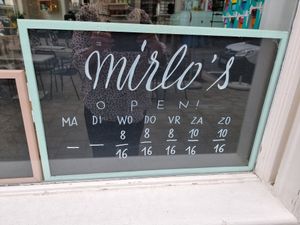 mirlo's
OPEN!
MA DI WO DO VR ZA ZO
— — 8 8 8 10 10
16 16 16 16 16